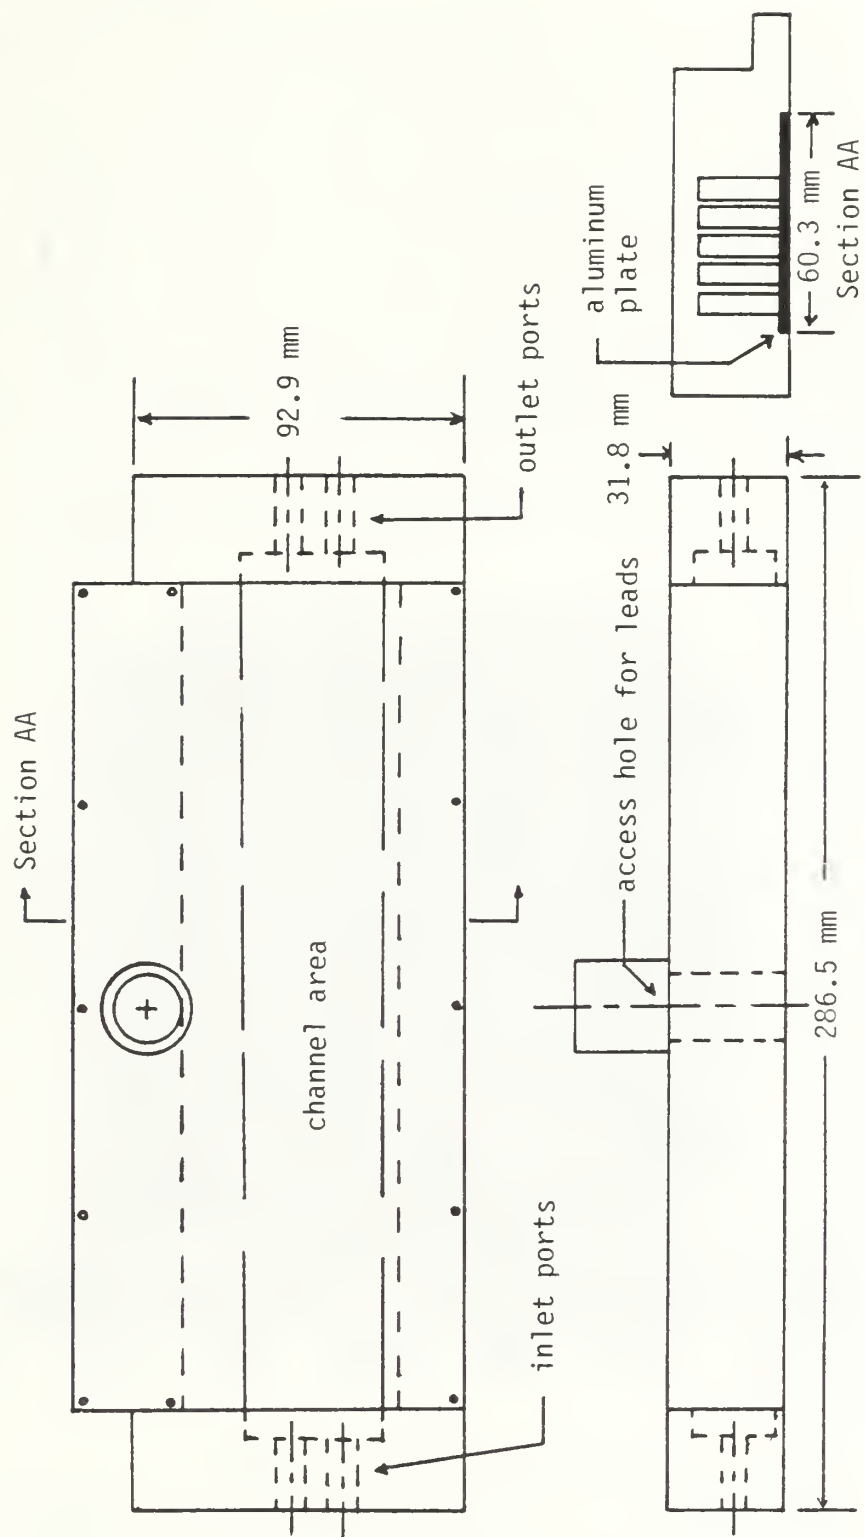 Section AA
channel area
inlet ports
outlet ports
92.9 mm
access hole for leads
31.8 mm
286.5 mm
aluminum
plate
60.3 mm
Section AA